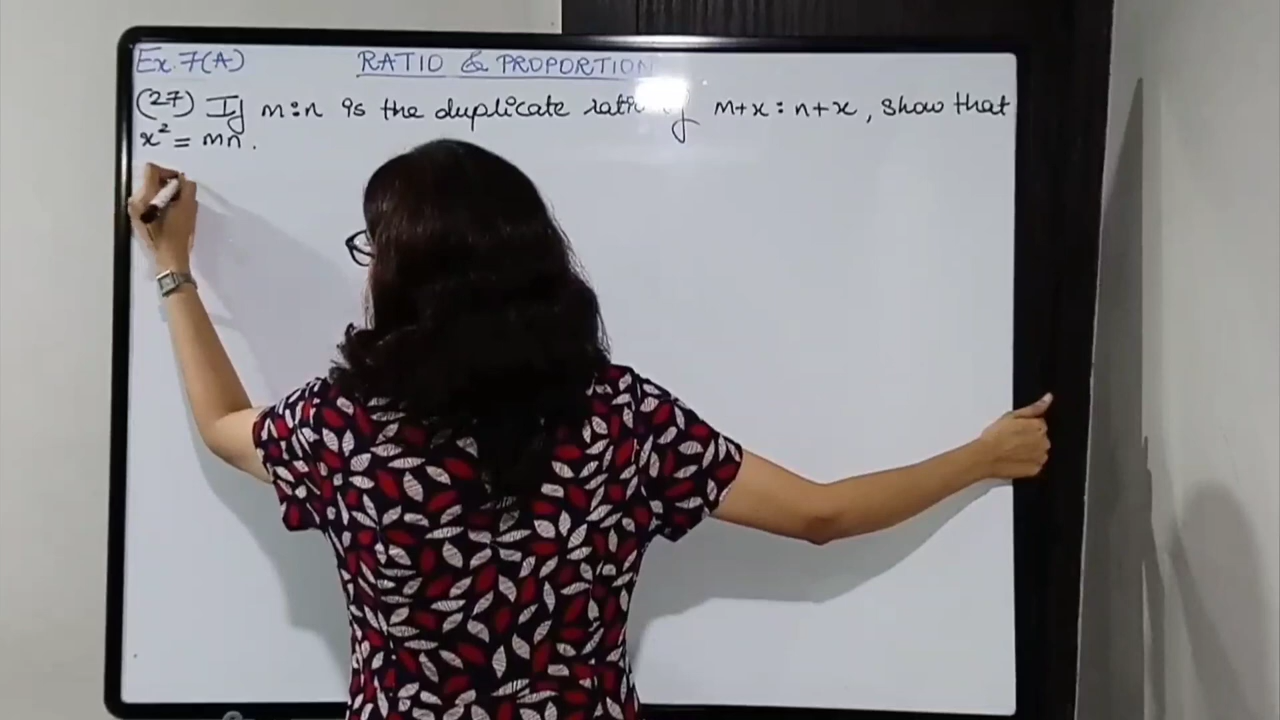 Ex. 7(A)
RATIO & PROPORTION
(27) If m:n is the duplicate ratio of m+x : n+x, show that
x² = mn.